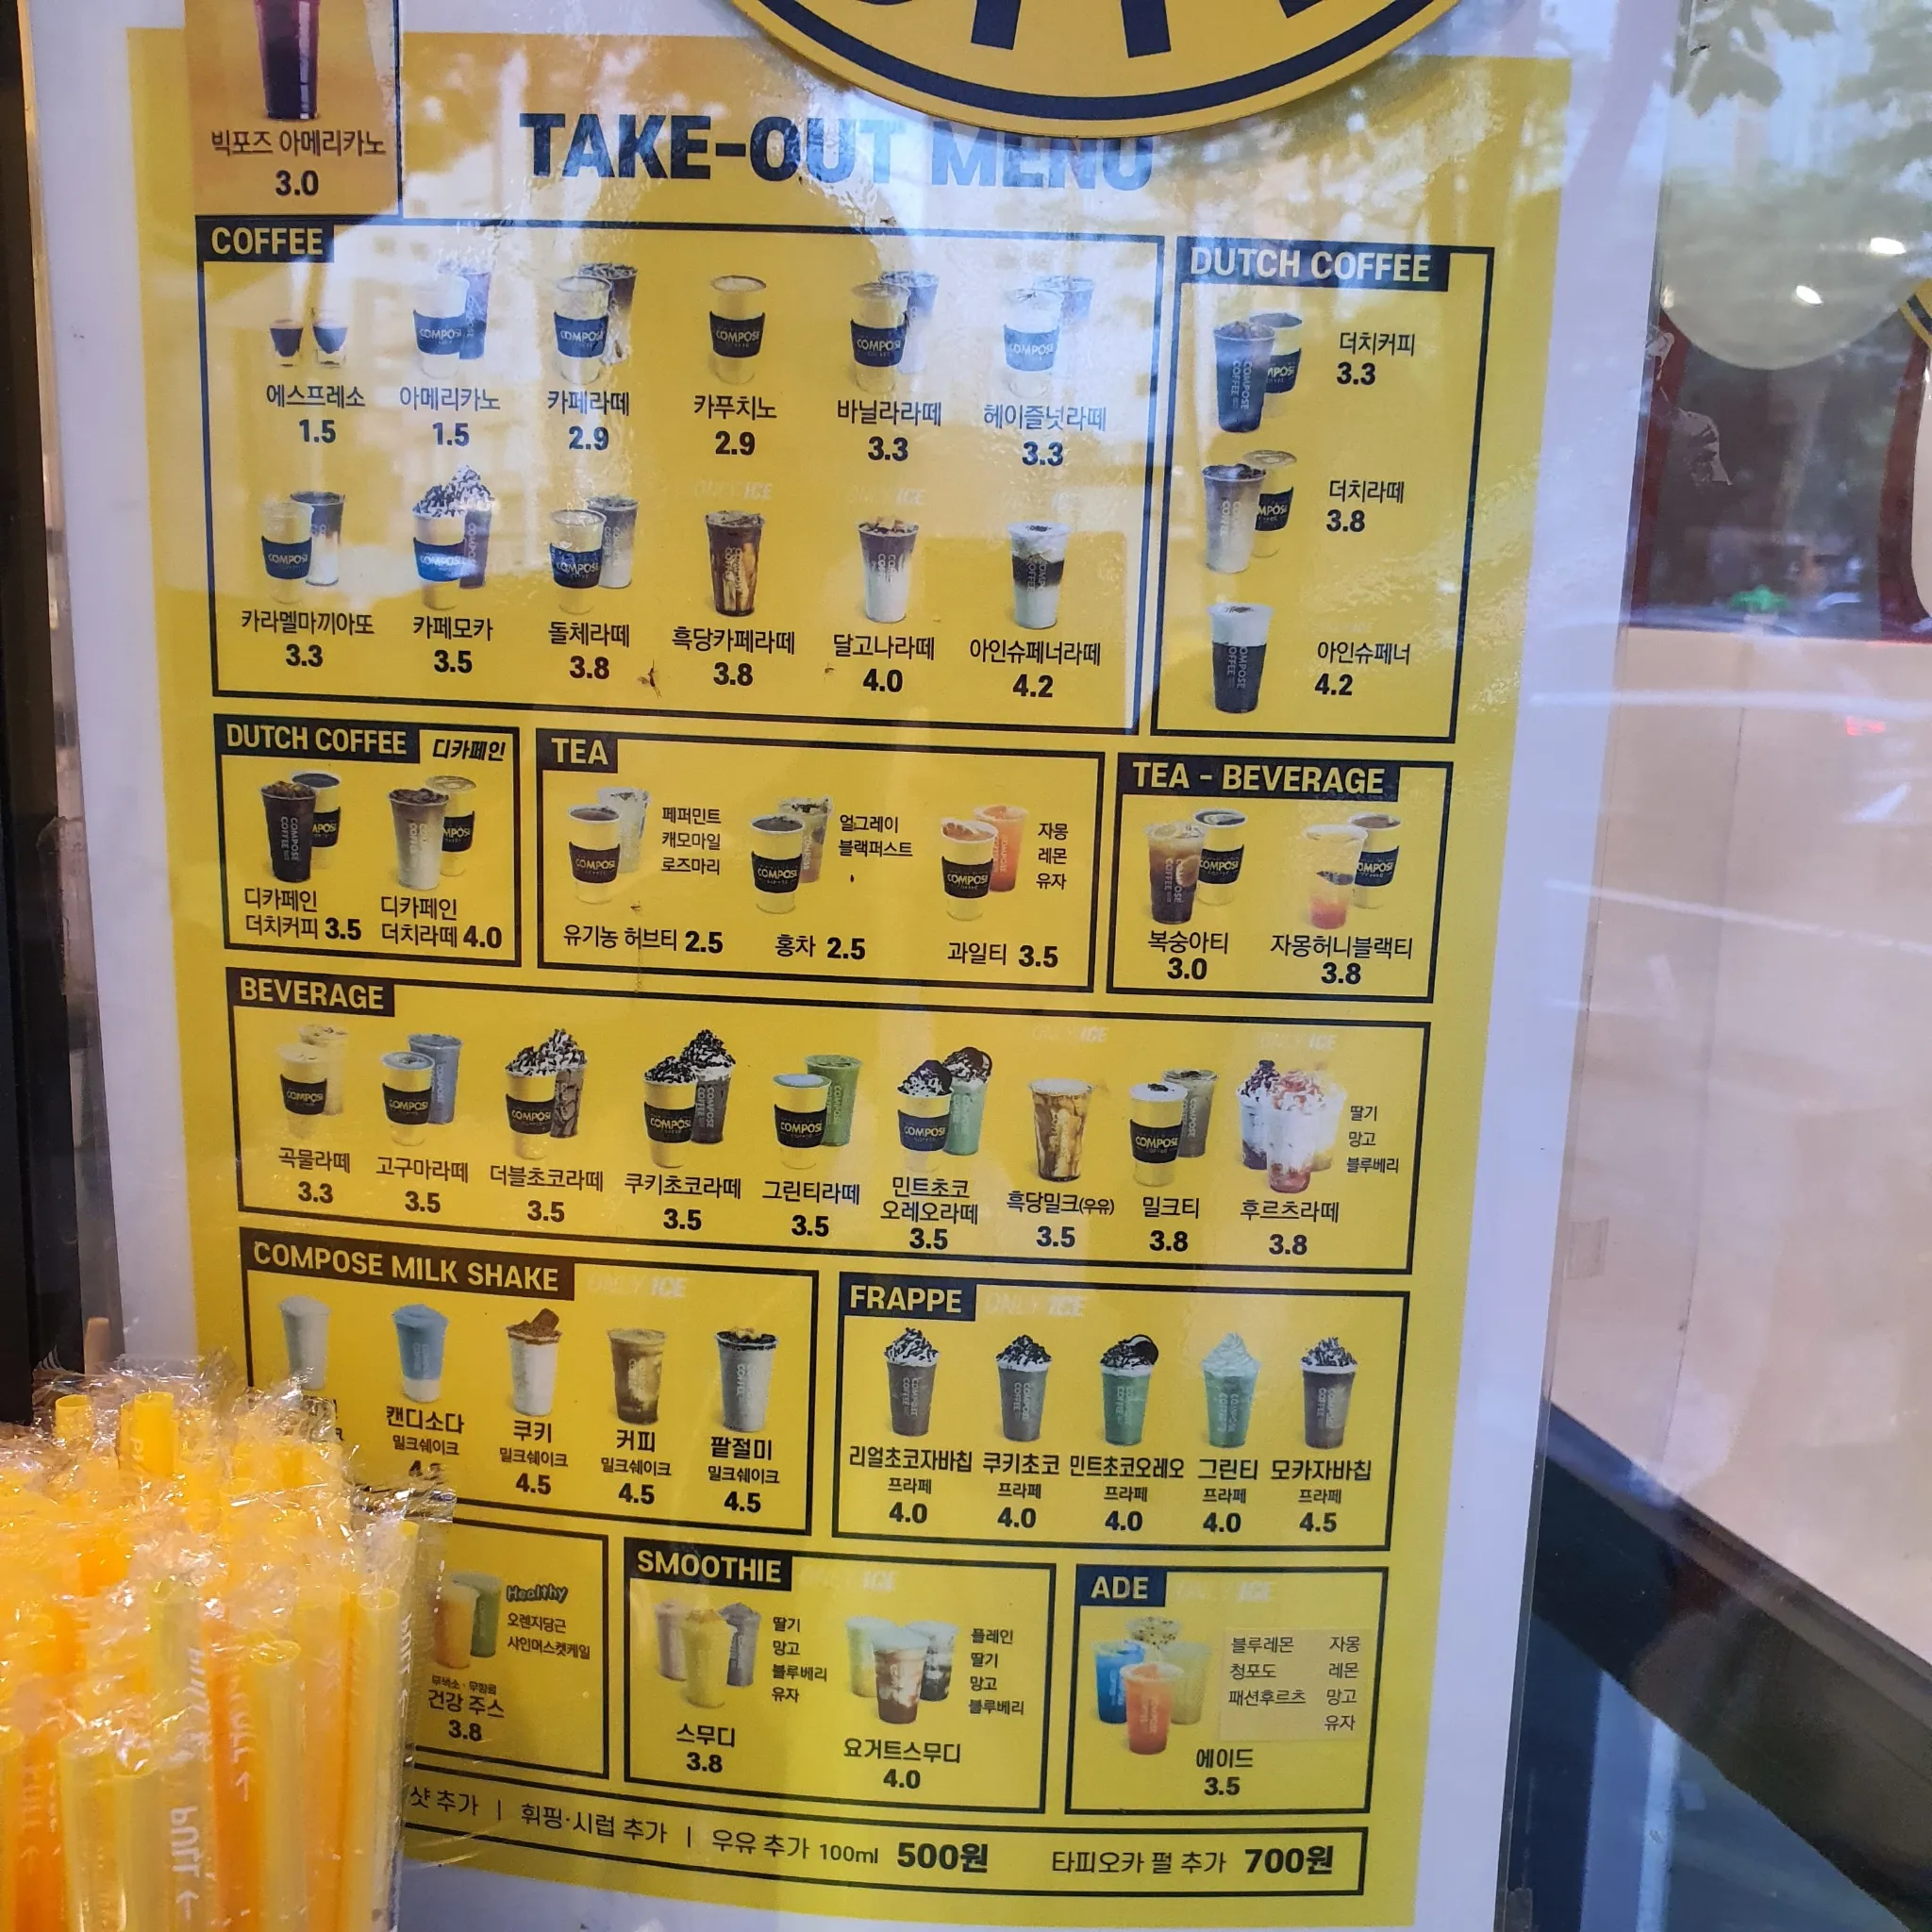 빅포즈 아메리카노
3.0
TAKE-OUT MENU
COFFEE
에스프레소
1.5
아메리카노
1.5
카페라떼
2.9
카푸치노
2.9
바닐라라떼
3.3
헤이즐넛라떼
3.3
ONLY ICE
ICE
카라멜마끼아또
3.3
카페모카
3.5
돌체라떼
3.8
흑당카페라떼
3.8
달고나라떼
4.0
아인슈페너라떼
4.2
DUTCH COFFEE
더치커피
3.3
더치라떼
3.8
아인슈페너
4.2
DUTCH COFFEE 디카페인
디카페인
더치커피 3.5
디카페인
더치라떼 4.0
TEA
페퍼민트
캐모마일
로즈마리
유기농 허브티 2.5
얼그레이
블랙퍼스트
홍차 2.5
자몽
레몬
유자
과일티 3.5
TEA - BEVERAGE
복숭아티
3.0
자몽허니블랙티
3.8
BEVERAGE
곡물라떼
3.3
고구마라떼
3.5
더블초코라떼
3.5
쿠키초코라떼
3.5
그린티라떼
3.5
민트초코
오레오라떼
3.5
ONLY ICE
흑당밀크(우유)
3.5
밀크티
3.8
ONLY ICE
딸기
망고
블루베리
후르츠라떼
3.8
COMPOSE MILK SHAKE ONLY ICE
캔디소다
밀크쉐이크
쿠키
밀크쉐이크
4.5
커피
밀크쉐이크
4.5
팥절미
밀크쉐이크
4.5
FRAPPE ONLY ICE
리얼초코자바칩
프라페
4.0
쿠키초코
프라페
4.0
민트초코오레오
프라페
4.0
그린티
프라페
4.0
모카자바칩
프라페
4.5
Healthy
오렌지당근
샤인머스켓케일
건강 주스
3.8
SMOOTHIE ONLY ICE
딸기
망고
블루베리
유자
스무디
3.8
플레인
딸기
망고
블루베리
요거트스무디
4.0
ADE ONLY ICE
블루레몬 자몽
청포도 레몬
패션후르츠 망고
유자
에이드
3.5
샷 추가 | 휘핑·시럽 추가 | 우유 추가 100ml 500원 타피오카 펄 추가 700원